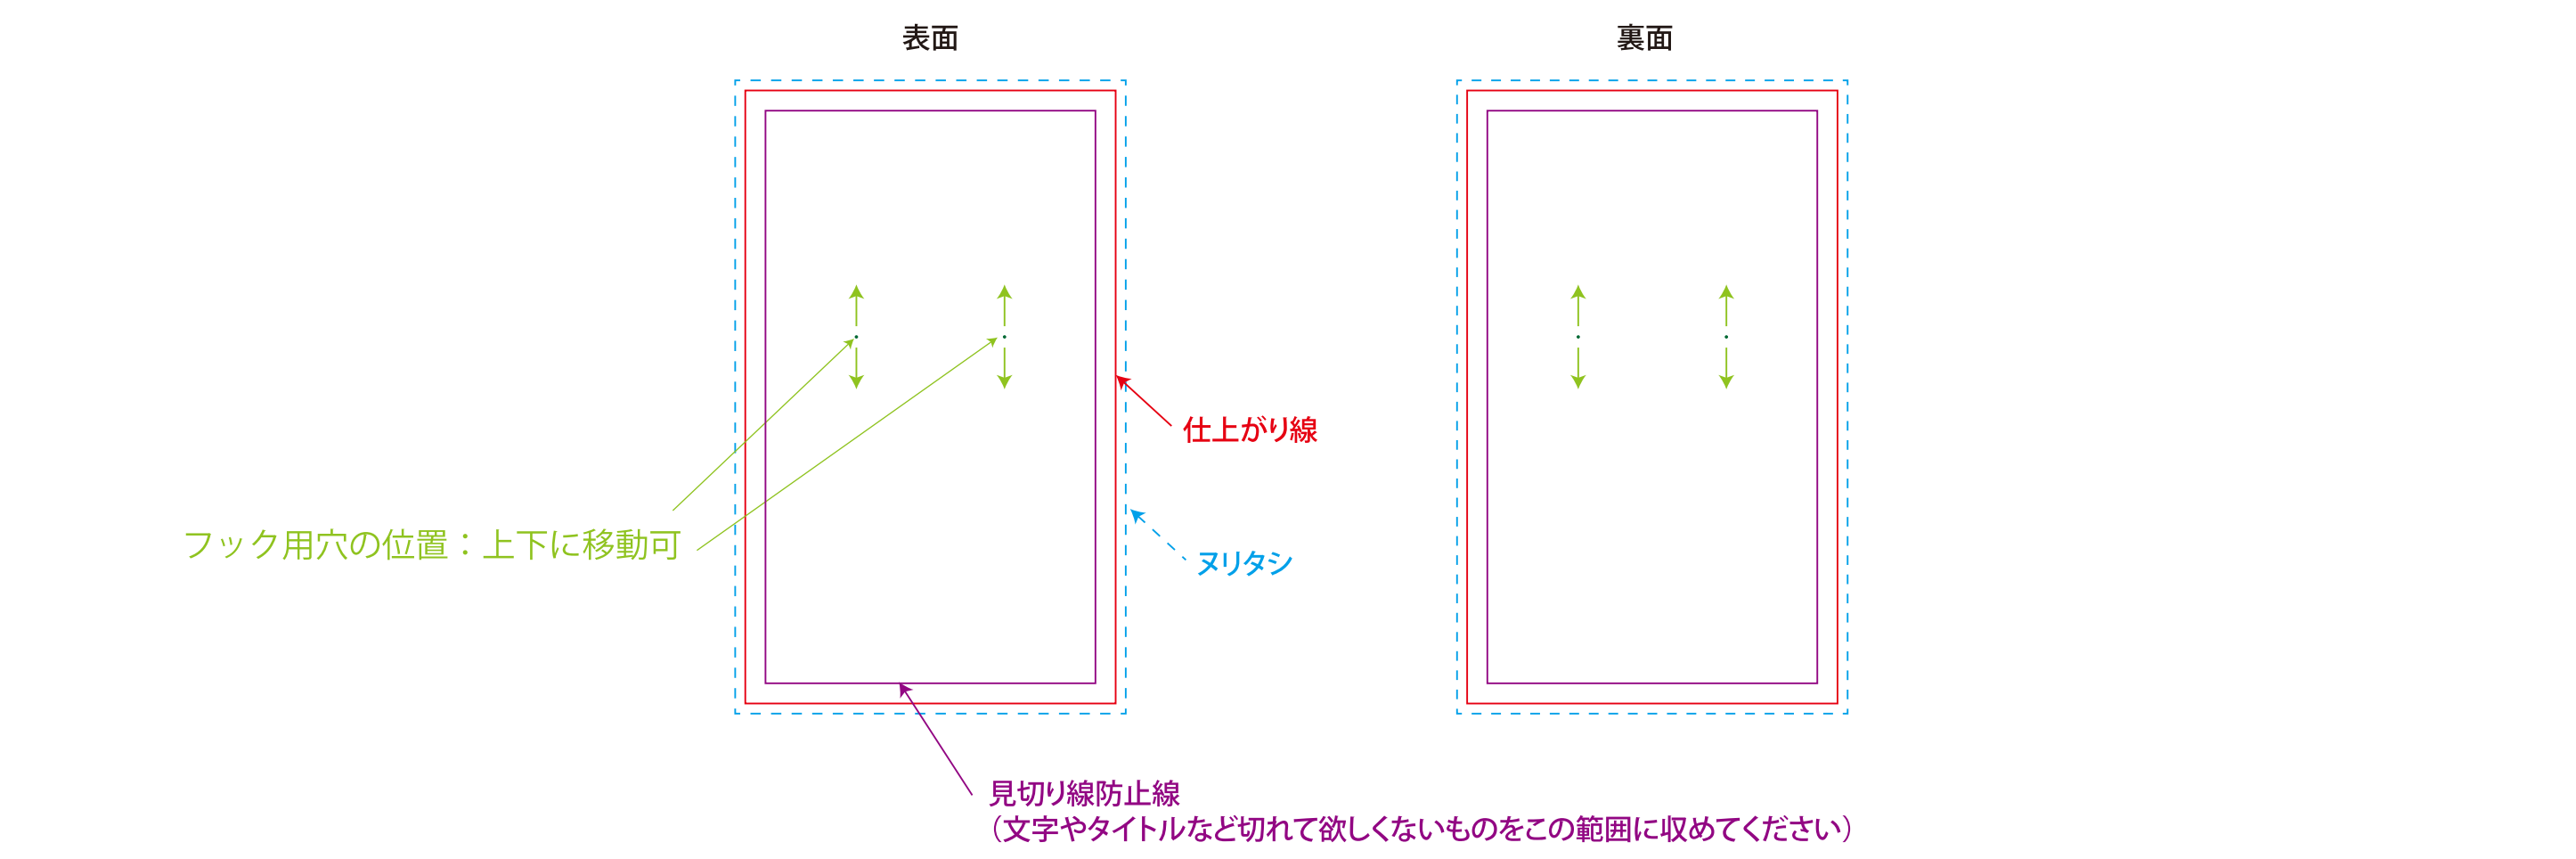 表面
裏面
仕上がり線
フック用穴の位置：上下に移動可
ヌリタシ
見切り線防止線
（文字やタイトルなど切れて欲しくないものをこの範囲に収めてください）